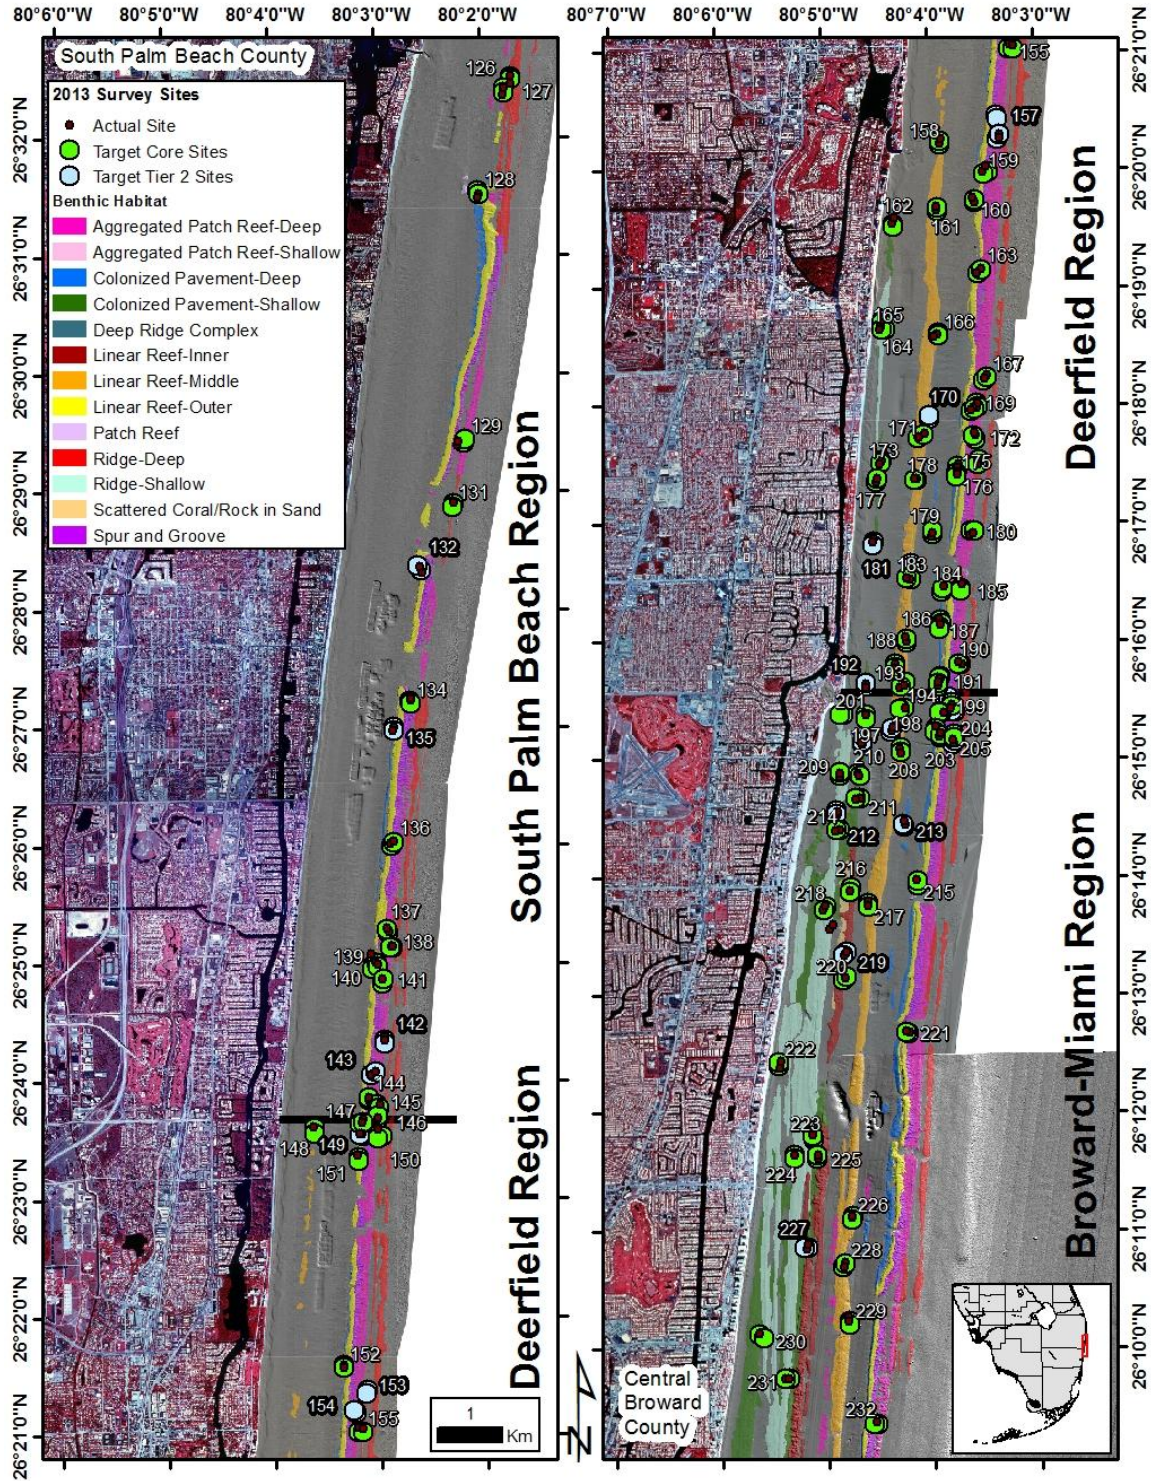 80°6'0"W 80°5'0"W 80°4'0"W 80°3'0"W 80°2'0"W
80°7'0"W 80°6'0"W 80°5'0"W 80°4'0"W 80°3'0"W
South Palm Beach County
2013 Survey Sites
Actual Site
Target Core Sites
Target Tier 2 Sites
Benthic Habitat
Aggregated Patch Reef-Deep
Aggregated Patch Reef-Shallow
Colonized Pavement-Deep
Colonized Pavement-Shallow
Deep Ridge Complex
Linear Reef-Inner
Linear Reef-Middle
Linear Reef-Outer
Patch Reef
Ridge-Deep
Ridge-Shallow
Scattered Coral/Rock in Sand
Spur and Groove
26°32'0"N
26°31'0"N
26°30'0"N
26°29'0"N
26°28'0"N
26°27'0"N
26°26'0"N
26°25'0"N
26°24'0"N
26°23'0"N
26°22'0"N
26°21'0"N
126
127
128
129
131
132
134
135
136
137
138
139
140
141
142
143
144
145
147
146
148
149
150
151
152
153
154
155
South Palm Beach Region
Deerfield Region
1
Km
N
155
157
158
159
160
161
162
163
165
164
166
167
169
170
171
172
173
175
176
177
178
179
180
181
183
184
185
186
187
188
190
191
192
193
194
199
201
198
197
204
205
203
208
210
209
211
214
212
213
216
215
218
217
220
219
221
222
223
224
225
226
227
228
229
230
231
232
Deerfield Region
Broward-Miami Region
Central
Broward
County
26°21'0"N
26°20'0"N
26°19'0"N
26°18'0"N
26°17'0"N
26°16'0"N
26°15'0"N
26°14'0"N
26°13'0"N
26°12'0"N
26°11'0"N
26°10'0"N